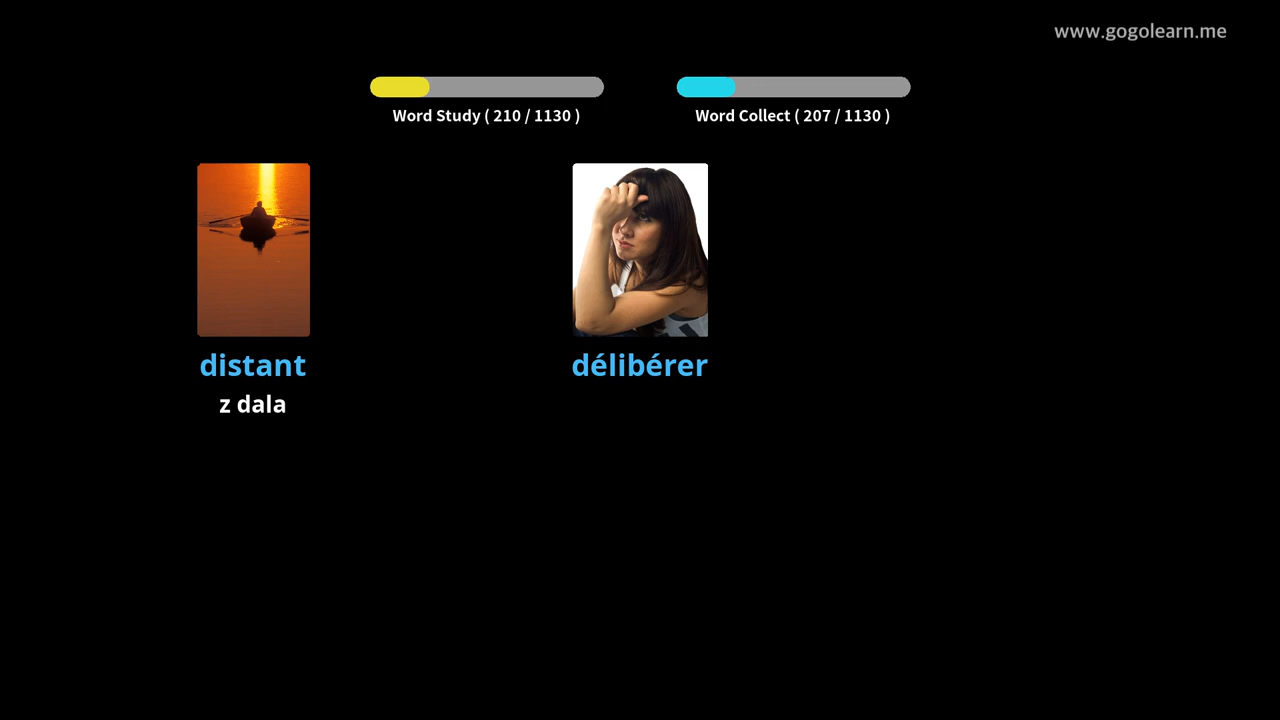 www.gogolearn.me
Word Study ( 210 / 1130 )
Word Collect ( 207 / 1130 )
distant
z dala
délibérer